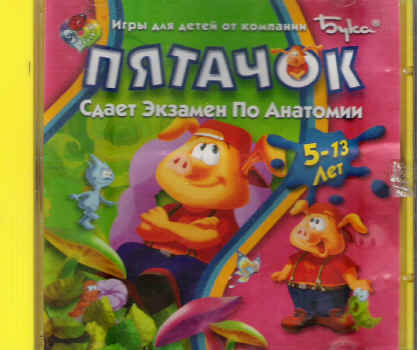 Игры для детей от компании Бука®
ПЯТАЧОК
Сдает Экзамен По Анатомии
5-13
Лет